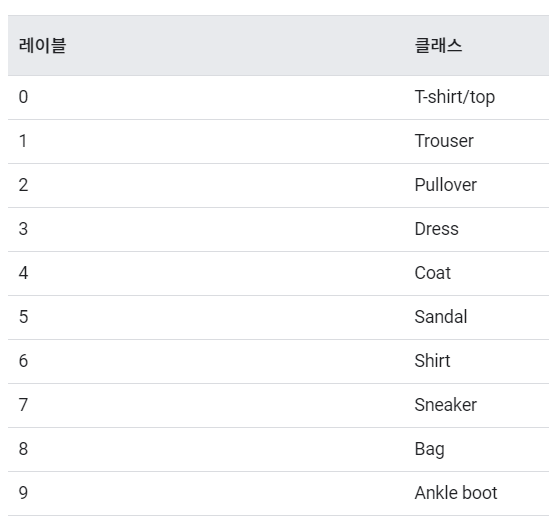 레이블 클래스
0 T-shirt/top
1 Trouser
2 Pullover
3 Dress
4 Coat
5 Sandal
6 Shirt
7 Sneaker
8 Bag
9 Ankle boot